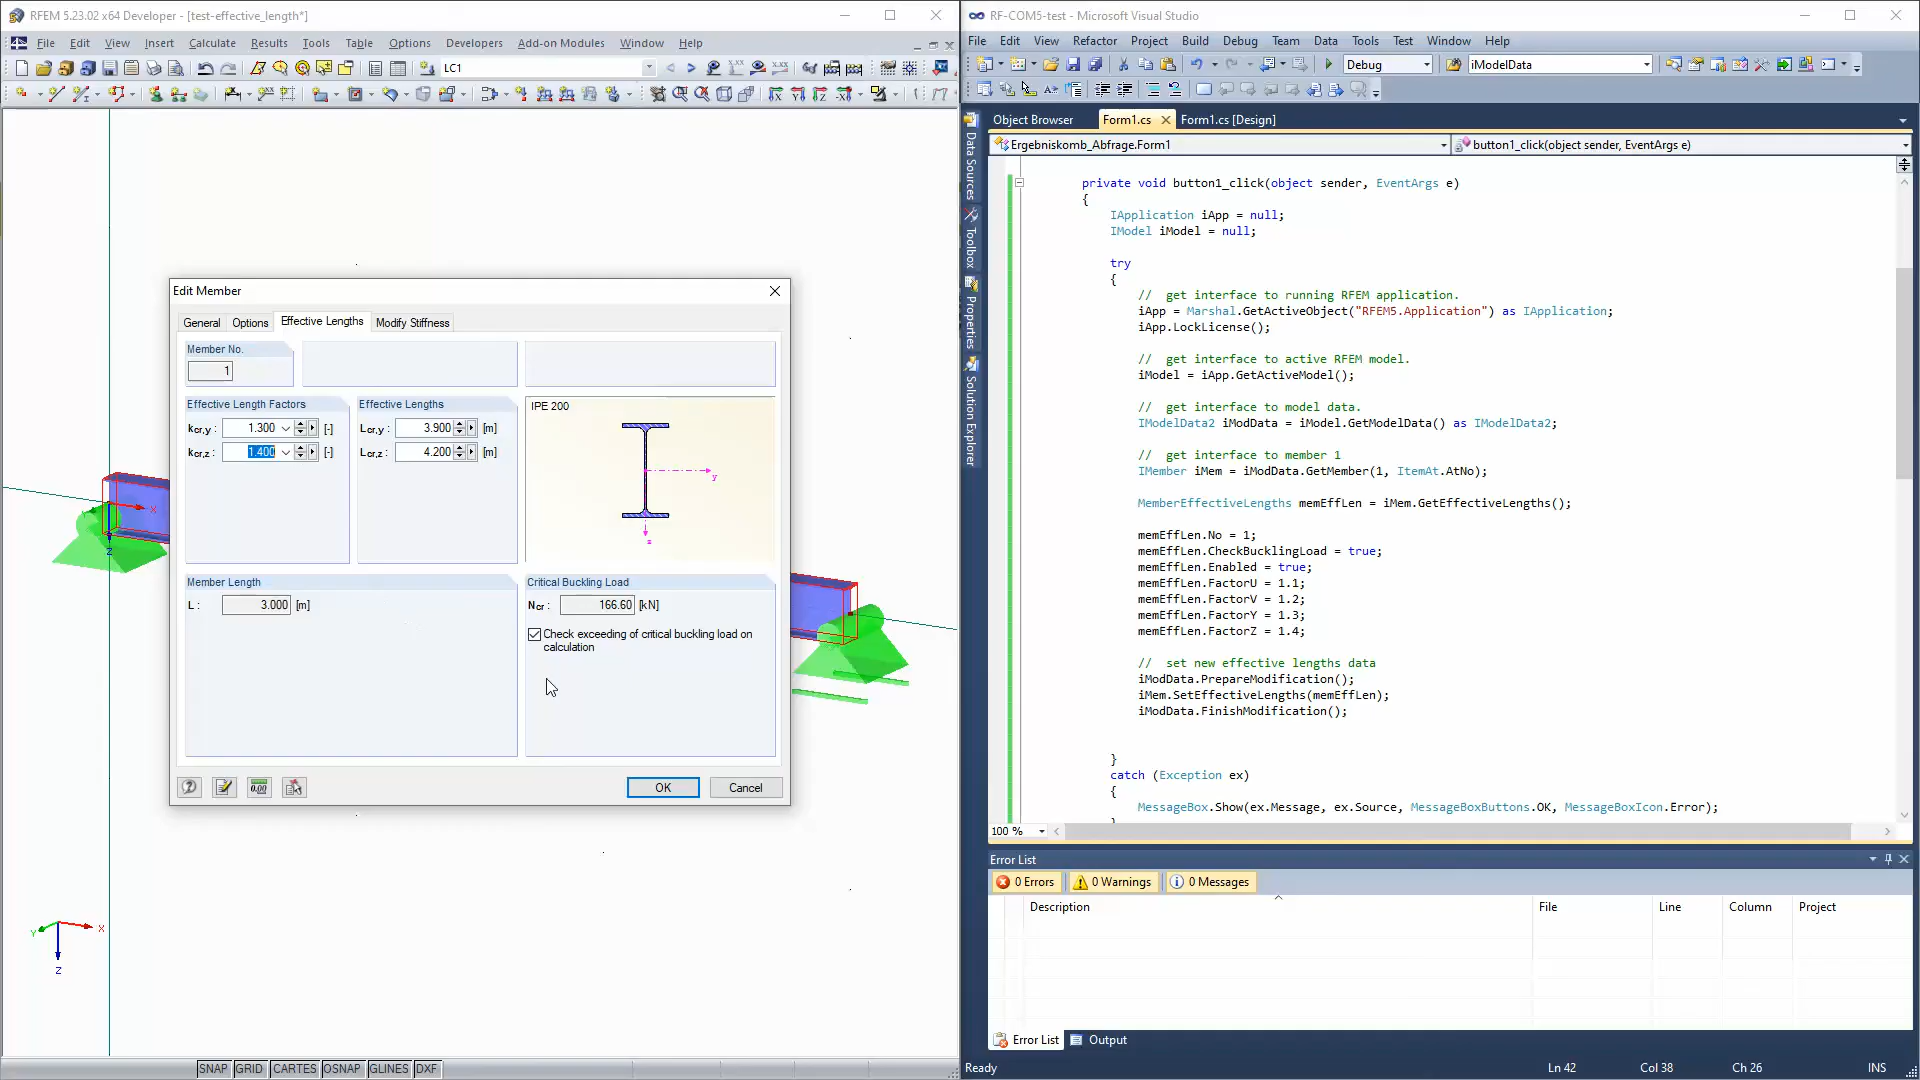 RFEM 5.23.02 x64 Developer - [test-effective_length*]
File Edit View Insert Calculate Results Tools Table Options Developers Add-on Modules Window Help
LC1
Edit Member
General Options Effective Lengths Modify Stiffness
Member No.
1
Effective Length Factors
kcr,y : 1.300 [-]
kcr,z : 1.400 [-]
Effective Lengths
Lcr,y : 3.900 [m]
Lcr,z : 4.200 [m]
IPE 200
y
z
Member Length
L : 3.000 [m]
Critical Buckling Load
Ncr : 166.60 [kN]
Check exceeding of critical buckling load on
calculation
OK Cancel
X
Z
Y
X
Z
SNAP GRID CARTES OSNAP GLINES DXF
RF-COM5-test - Microsoft Visual Studio
File Edit View Refactor Project Build Debug Team Data Tools Test Window Help
Debug iModelData
Object Browser Form1.cs Form1.cs [Design]
Data Sources
Toolbox
Properties
Solution Explorer
Ergebniskomb_Abfrage.Form1 button1_click(object sender, EventArgs e)
private void button1_click(object sender, EventArgs e)
{
IApplication iApp = null;
IModel iModel = null;
try
{
// get interface to running RFEM application.
iApp = Marshal.GetActiveObject("RFEM5.Application") as IApplication;
iApp.LockLicense();
// get interface to active RFEM model.
iModel = iApp.GetActiveModel();
// get interface to model data.
IModelData2 iModData = iModel.GetModelData() as IModelData2;
// get interface to member 1
IMember iMem = iModData.GetMember(1, ItemAt.AtNo);
MemberEffectiveLengths memEffLen = iMem.GetEffectiveLengths();
memEffLen.No = 1;
memEffLen.CheckBucklingLoad = true;
memEffLen.Enabled = true;
memEffLen.FactorU = 1.1;
memEffLen.FactorV = 1.2;
memEffLen.FactorY = 1.3;
memEffLen.FactorZ = 1.4;
// set new effective lengths data
iModData.PrepareModification();
iMem.SetEffectiveLengths(memEffLen);
iModData.FinishModification();
}
catch (Exception ex)
{
MessageBox.Show(ex.Message, ex.Source, MessageBoxButtons.OK, MessageBoxIcon.Error);
100 %
Error List
0 Errors 0 Warnings 0 Messages
Description File Line Column Project
Error List Output
Ready Ln 42 Col 38 Ch 26 INS